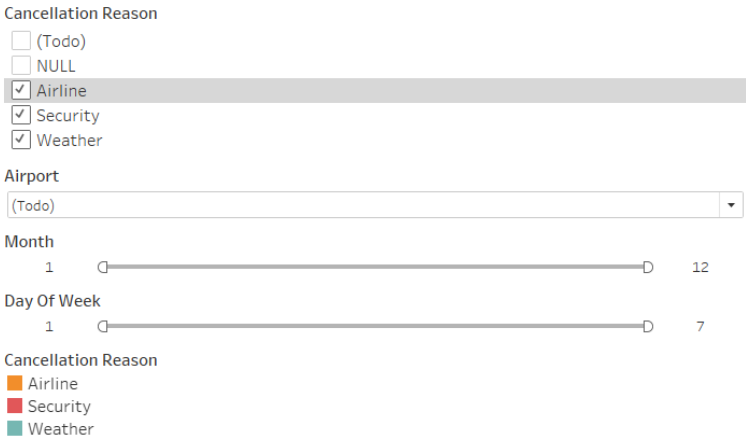 Cancellation Reason
(Todo)
NULL
Airline
Security
Weather
Airport
(Todo)
Month
1 12
Day Of Week
1 7
Cancellation Reason
Airline
Security
Weather